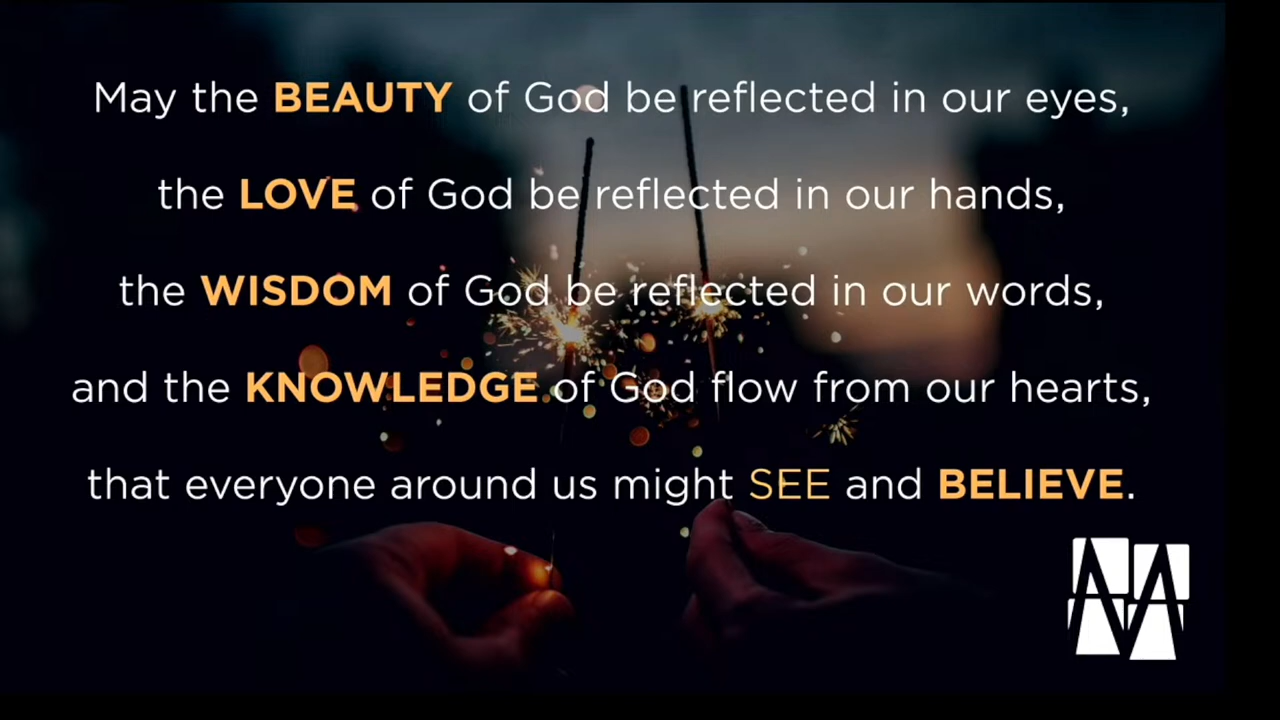 May the BEAUTY of God be reflected in our eyes,
the LOVE of God be reflected in our hands,
the WISDOM of God be reflected in our words,
and the KNOWLEDGE of God flow from our hearts,
that everyone around us might SEE and BELIEVE.